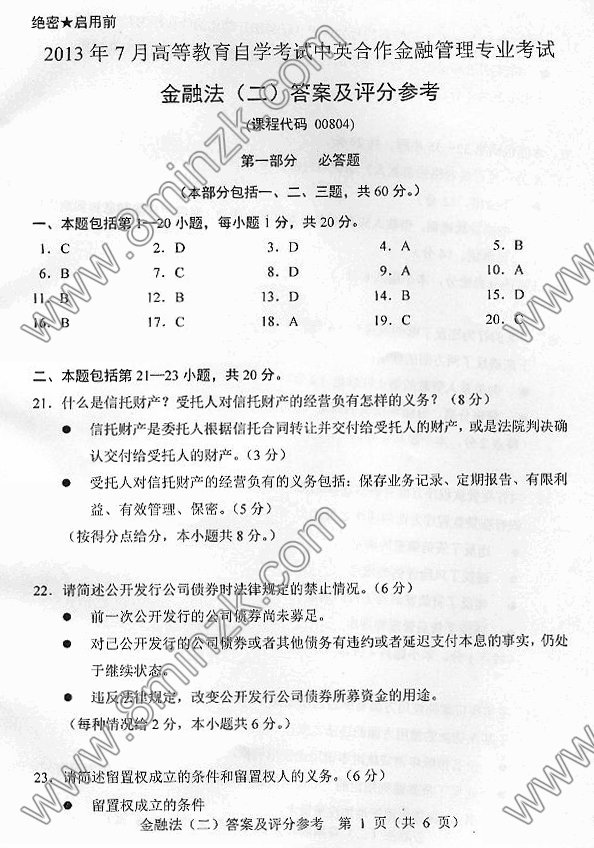 绝密★启用前
2013 年 7 月高等教育自学考试中英合作金融管理专业考试
金融法（二）答案及评分参考
(课程代码 00804)
第一部分 必答题
（本部分包括一、二、三题，共 60 分。）
一、本题包括第 1—20 小题，每小题 1 分，共 20 分。
1. C 2. D 3. D 4. A 5. B
6. B 7. C 8. D 9. A 10. A
11. B 12. B 13. D 14. B 15. D
16. B 17. C 18. A 19. C 20. C
二、本题包括第 21—23 小题，共 20 分。
21. 什么是信托财产？受托人对信托财产的经营负有怎样的义务？（8 分）
● 信托财产是委托人根据信托合同转让并交付给受托人的财产，或是法院判决确
认交付给受托人的财产。（3 分）
● 受托人对信托财产的经营负有的义务包括：保存业务记录、定期报告、有限利
益、有效管理、保密。（5 分）
（按得分点给分，本小题共 8 分。）
22. 请简述公开发行公司债券时法律规定的禁止情况。（6 分）
● 前一次公开发行的公司债券尚未募足。
● 对已公开发行的公司债券或者其他债务有违约或者延迟支付本息的事实，仍处
于继续状态。
● 违反法律规定，改变公开发行公司债券所募资金的用途。
（每种情况给 2 分，本小题共 6 分。）
23. 请简述留置权成立的条件和留置权人的义务。（6 分）
● 留置权成立的条件
金融法（二）答案及评分参考 第 1 页（共 6 页）
www.8minzk.com
www.8minzk.com
www.8minzk.com
www.8minzk.com